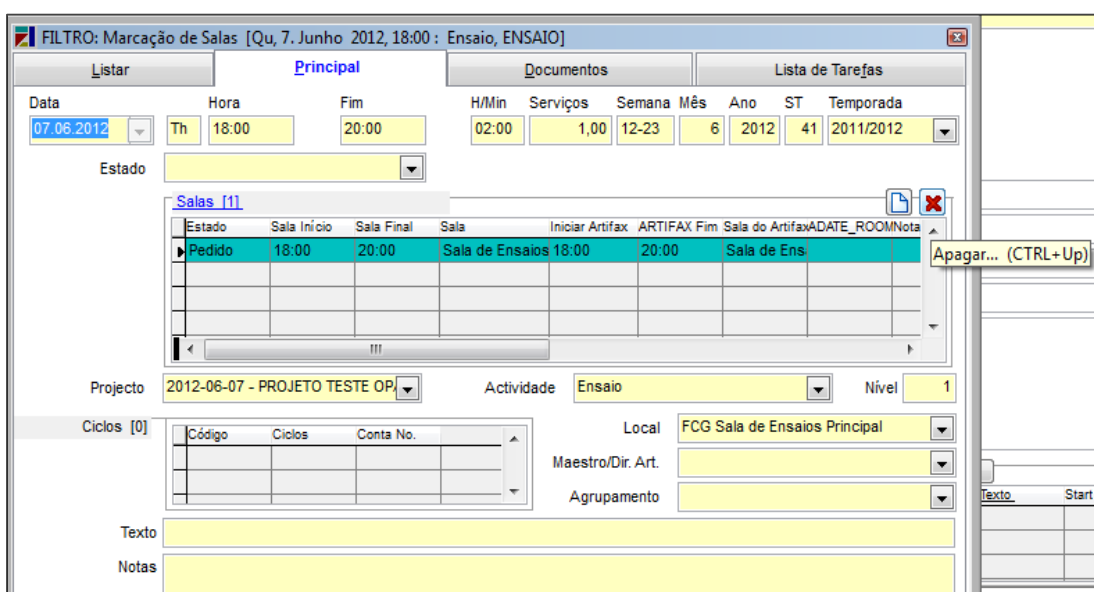 FILTRO: Marcação de Salas [Qu, 7. Junho 2012, 18:00 : Ensaio, ENSAIO]
Listar Principal Documentos Lista de Tarefas
Data Hora Fim H/Min Serviços Semana Mês Ano ST Temporada
07.06.2012 Th 18:00 20:00 02:00 1,00 12-23 6 2012 41 2011/2012
Estado
Salas [1]
Estado Sala Início Sala Final Sala Iniciar Artifax ARTIFAX Fim Sala do Artifax ADATE_ROOM Nota
Pedido 18:00 20:00 Sala de Ensaios 18:00 20:00 Sala de Ens
Apagar... (CTRL+Up)
Projecto 2012-06-07 - PROJETO TESTE OP Actividade Ensaio Nível 1
Ciclos [0] Código Ciclos Conta No. Local FCG Sala de Ensaios Principal
Maestro/Dir. Art.
Agrupamento
Texto Start
Texto
Notas